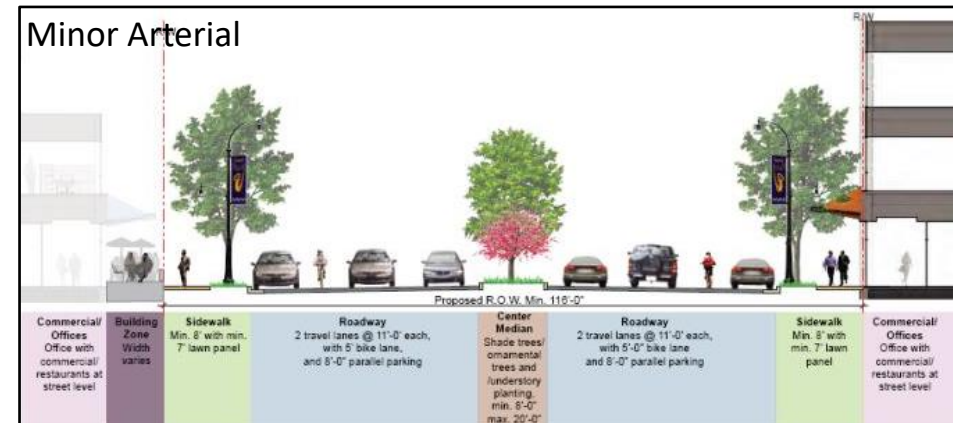 Minor Arterial
R/W
R/W
Proposed R.O.W. Min. 116'-0"
Commercial/
Offices
Office with
commercial/
restaurants at
street level
Building
Zone
Width
varies
Sidewalk
Min. 8' with min.
7' lawn panel
Roadway
2 travel lanes @ 11'-0' each,
with 5' bike lane,
and 8'-0" parallel parking
Center
Median
Shade trees/
ornamental
trees and
/understory
planting,
min. 8'-0"
max. 20'-0"
Roadway
2 travel lanes @ 11'-0' each,
with 5'-0" bike lane
and 8'-0" parallel parking
Sidewalk
Min. 8' with
min. 7' lawn
panel
Commercial/
Offices
Office with
commercial/
restaurants at
street level